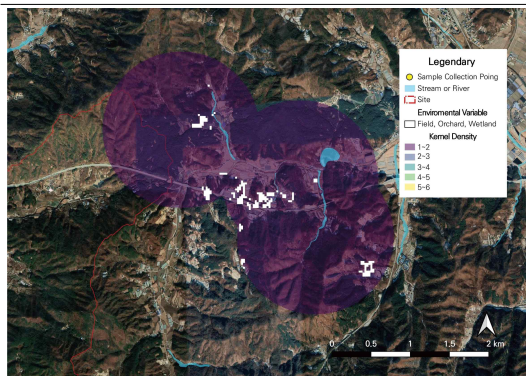 Legendary
Sample Collection Poing
Stream or River
Site
Enviromental Variable
Field, Orchard, Wetland
Kernel Density
1~2
2~3
3~4
4~5
5~6
0 0.5 1 1.5 2 km